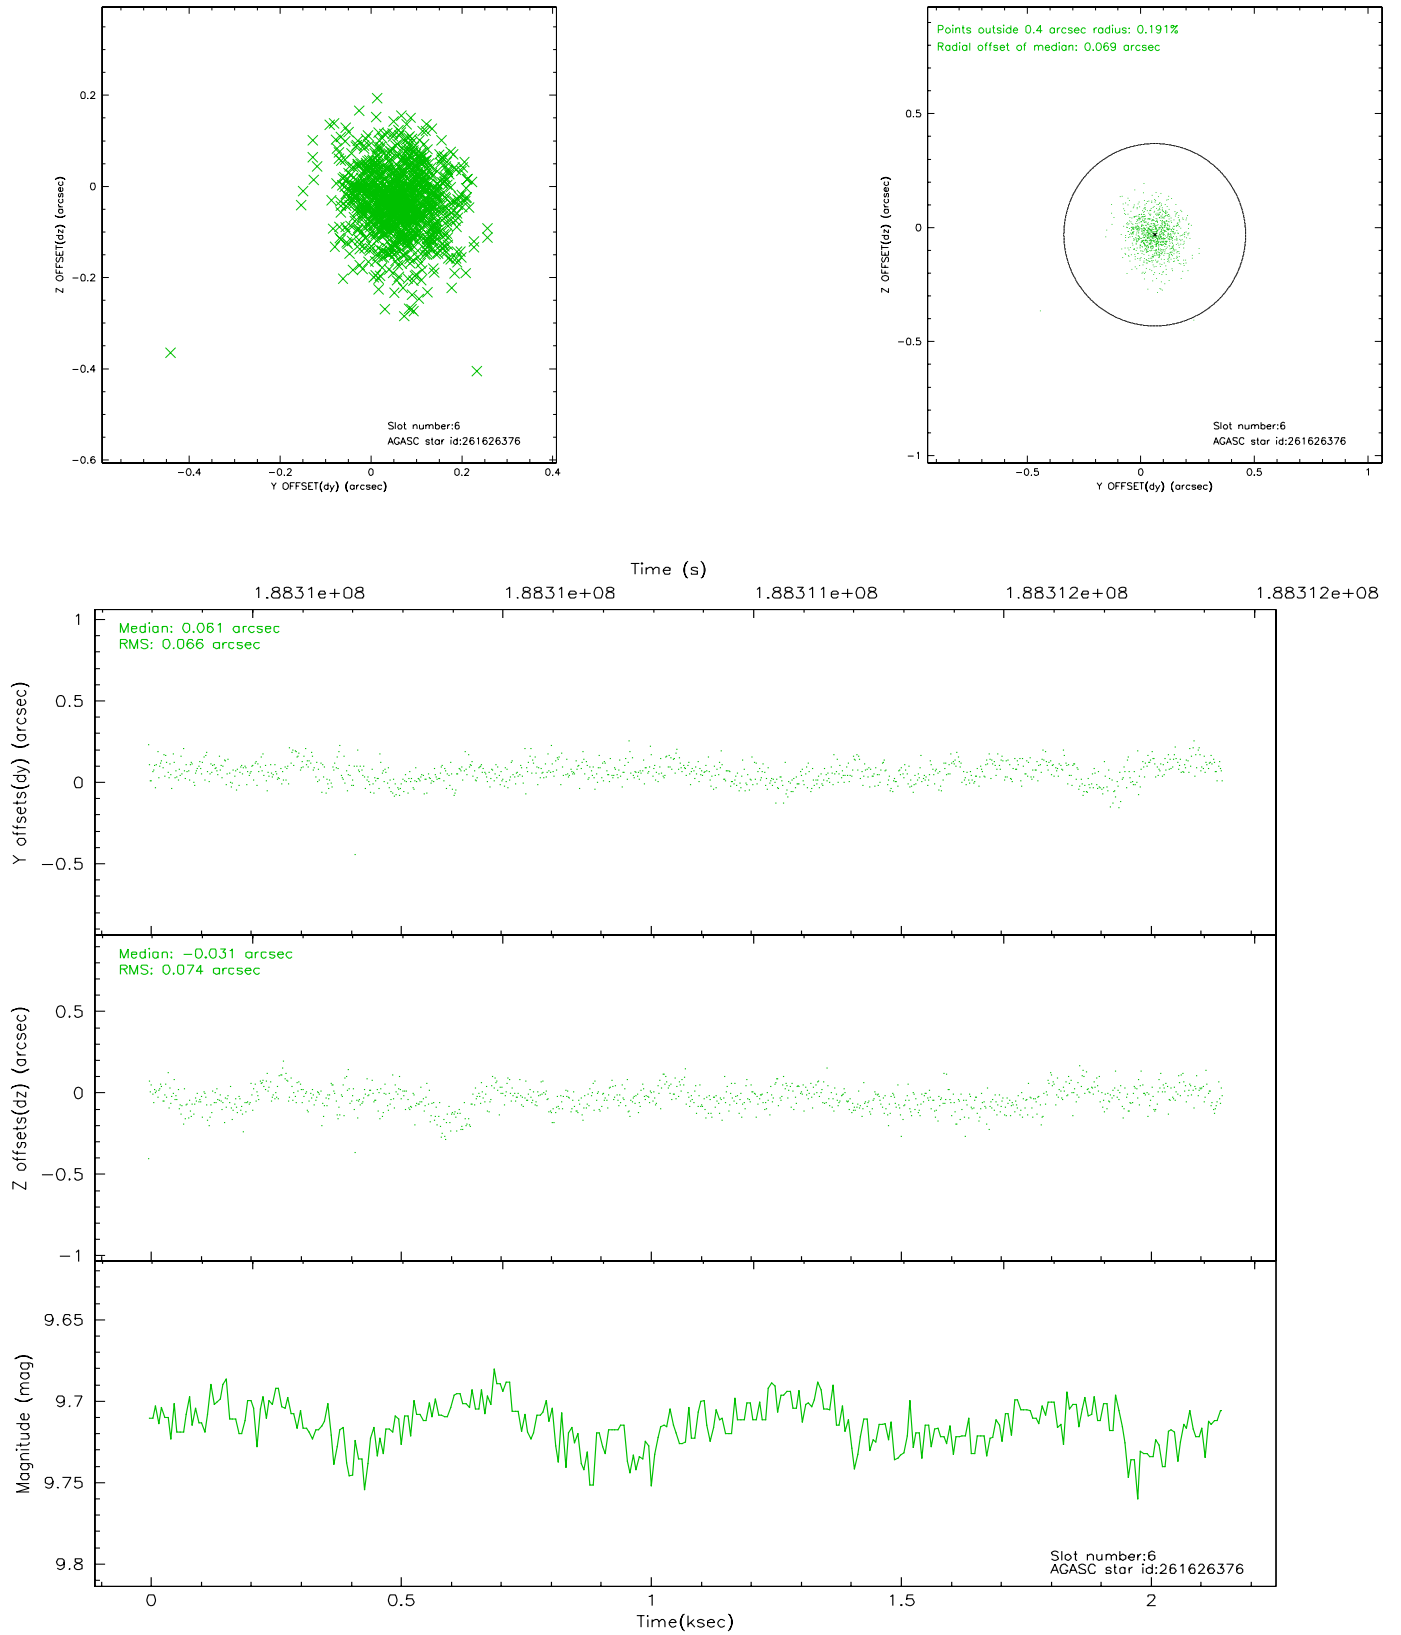 0.2
0
−0.2
−0.4
−0.6
Z OFFSET(dz) (arcsec)
Slot number:6
AGASC star id:261626376
−0.4
−0.2
0
0.2
0.4
Y OFFSET(dy) (arcsec)
Points outside 0.4 arcsec radius: 0.191%
Radial offset of median: 0.069 arcsec
0.5
0
−0.5
−1
Z OFFSET(dz) (arcsec)
Slot number:6
AGASC star id:261626376
−0.5
0
0.5
1
Y OFFSET(dy) (arcsec)
Time (s)
1.8831e+08
1.8831e+08
1.88311e+08
1.88312e+08
1.88312e+08
Median: 0.061 arcsec
RMS: 0.066 arcsec
1
0.5
0
−0.5
Y offsets(dy) (arcsec)
Median: −0.031 arcsec
RMS: 0.074 arcsec
0.5
0
−0.5
−1
Z offsets(dz) (arcsec)
9.65
9.7
9.75
9.8
Magnitude (mag)
Slot number:6
AGASC star id:261626376
0
0.5
1
1.5
2
Time(ksec)